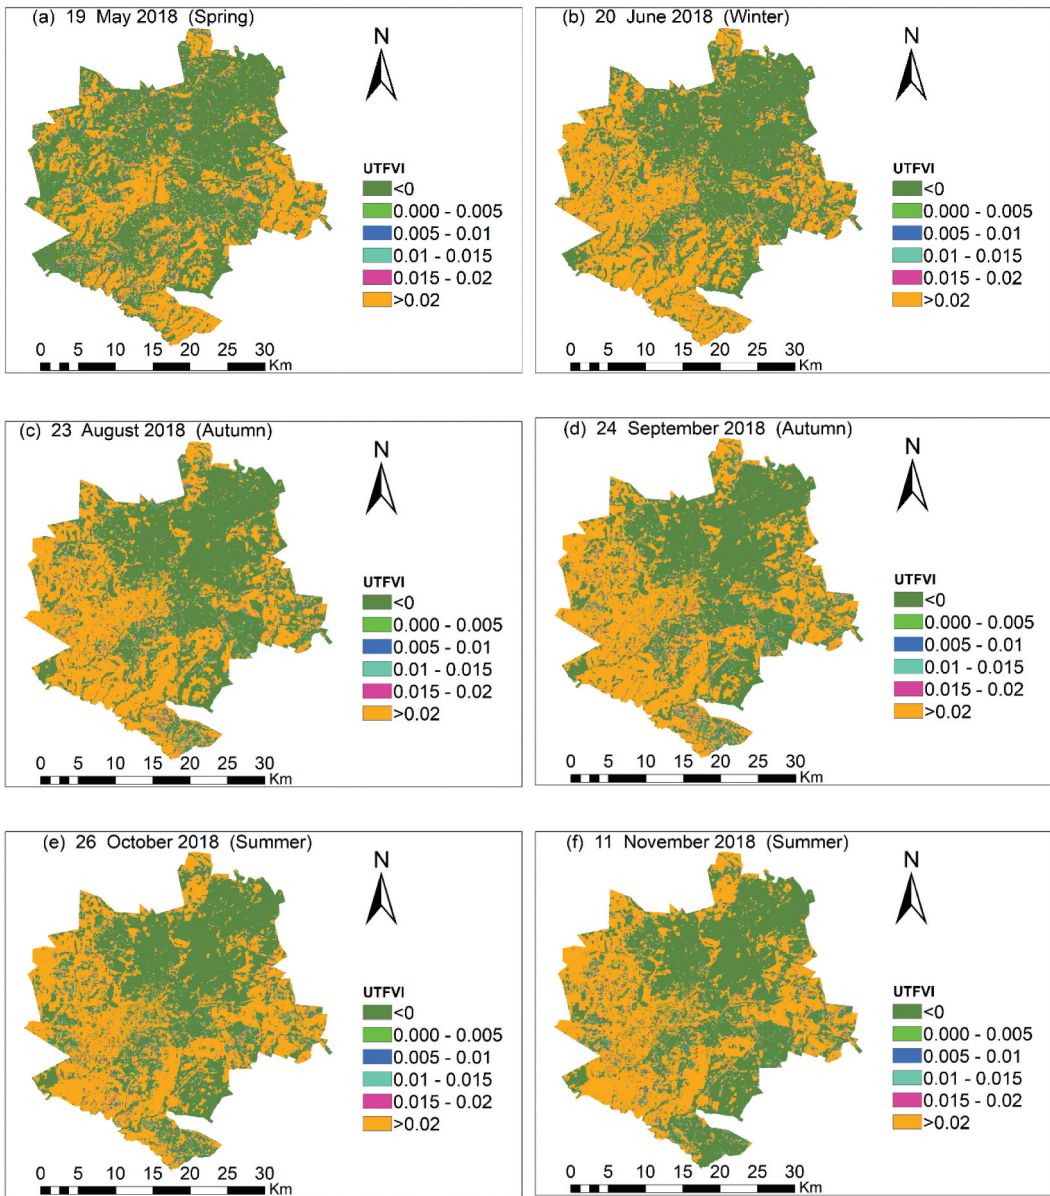 (a) 19 May 2018 (Spring)
N
UTFVI
<0
0.000 - 0.005
0.005 - 0.01
0.01 - 0.015
0.015 - 0.02
>0.02
0 5 10 15 20 25 30
Km
(b) 20 June 2018 (Winter)
N
UTFVI
<0
0.000 - 0.005
0.005 - 0.01
0.01 - 0.015
0.015 - 0.02
>0.02
0 5 10 15 20 25 30
Km
(c) 23 August 2018 (Autumn)
N
UTFVI
<0
0.000 - 0.005
0.005 - 0.01
0.01 - 0.015
0.015 - 0.02
>0.02
0 5 10 15 20 25 30
Km
(d) 24 September 2018 (Autumn)
N
UTFVI
<0
0.000 - 0.005
0.005 - 0.01
0.01 - 0.015
0.015 - 0.02
>0.02
0 5 10 15 20 25 30
Km
(e) 26 October 2018 (Summer)
N
UTFVI
<0
0.000 - 0.005
0.005 - 0.01
0.01 - 0.015
0.015 - 0.02
>0.02
0 5 10 15 20 25 30
Km
(f) 11 November 2018 (Summer)
N
UTFVI
<0
0.000 - 0.005
0.005 - 0.01
0.01 - 0.015
0.015 - 0.02
>0.02
0 5 10 15 20 25 30
Km